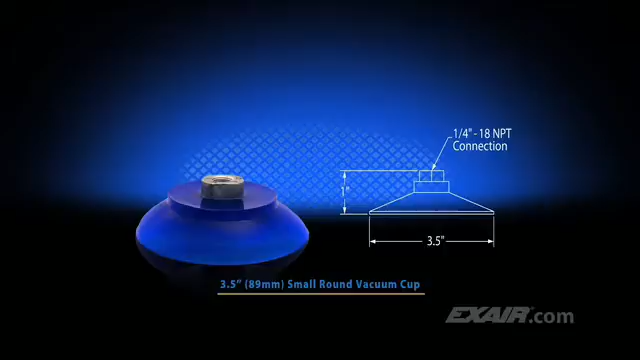 1/4" - 18 NPT
Connection
1"
3.5"
3.5" (89mm) Small Round Vacuum Cup
EXAIR.com